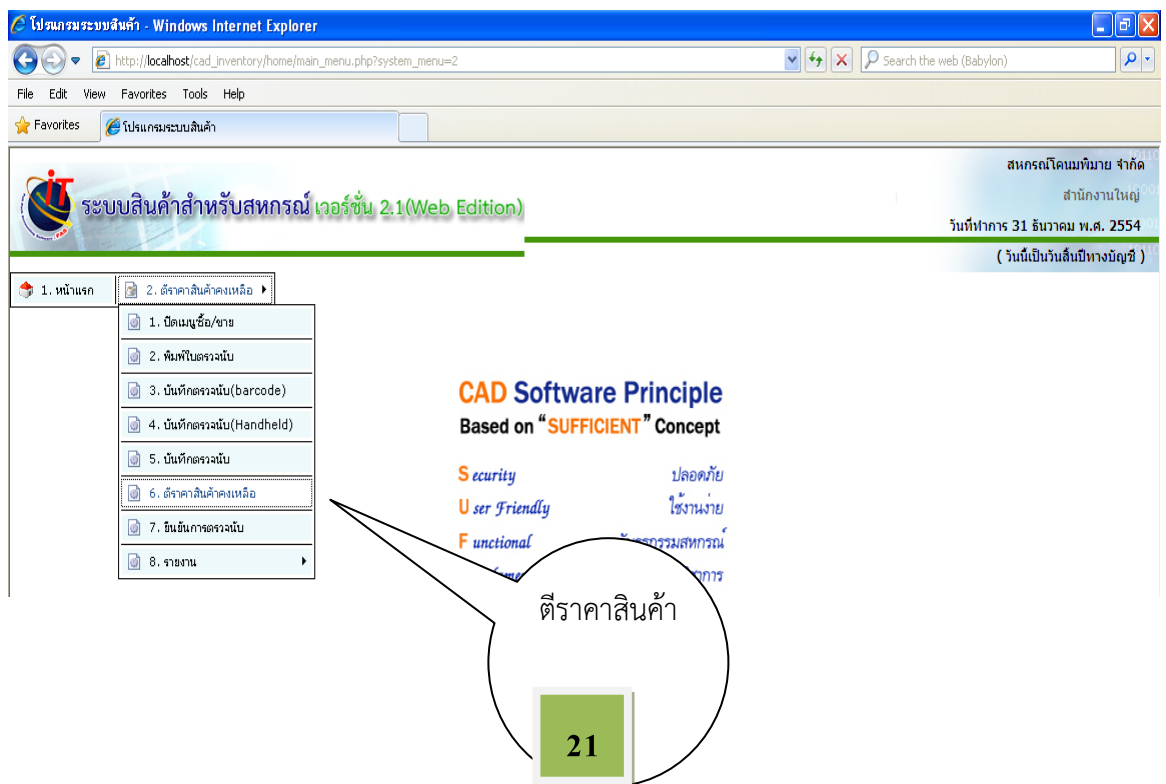 โปรแกรมระบบสินค้า - Windows Internet Explorer
http://localhost/cad_inventory/home/main_menu.php?system_menu=2
Search the web (Babylon)
File Edit View Favorites Tools Help
Favorites
โปรแกรมระบบสินค้า
สหกรณ์โคนมพิมาย จำกัด
iT
ระบบสินค้าสำหรับสหกรณ์ เวอร์ชั่น 2.1(Web Edition)
สำนักงานใหญ่
วันที่ทำการ 31 ธันวาคม พ.ศ. 2554
( วันนี้เป็นวันสิ้นปีทางบัญชี )
1. หน้าแรก
2. ตีราคาสินค้าคงเหลือ
1. ปิดเมนูซื้อ/ขาย
2. พิมพ์ใบตรวจนับ
3. บันทึกตรวจนับ(barcode)
4. บันทึกตรวจนับ(Handheld)
5. บันทึกตรวจนับ
6. ตีราคาสินค้าคงเหลือ
7. ยืนยันการตรวจนับ
8. รายงาน
CAD Software Principle
Based on "SUFFICIENT" Concept
S ecurity ปลอดภัย
U ser Friendly ใช้งานง่าย
F unctional
ตีราคาสินค้า
21